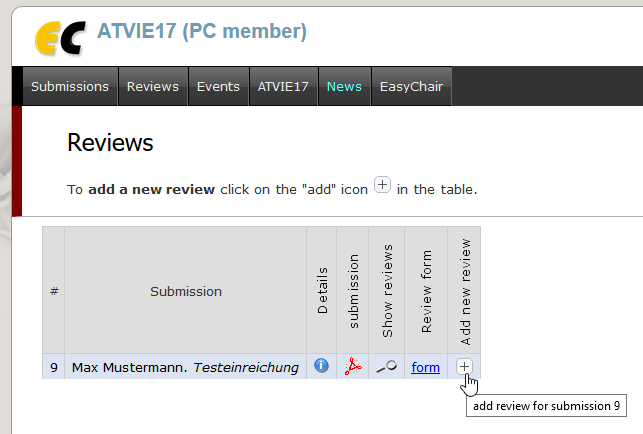 EC ATVIE17 (PC member)
Submissions Reviews Events ATVIE17 News EasyChair
Reviews
To add a new review click on the "add" icon + in the table.
# Submission Details submission Show reviews Review form Add new review
9 Max Mustermann. Testeinreichung form
add review for submission 9